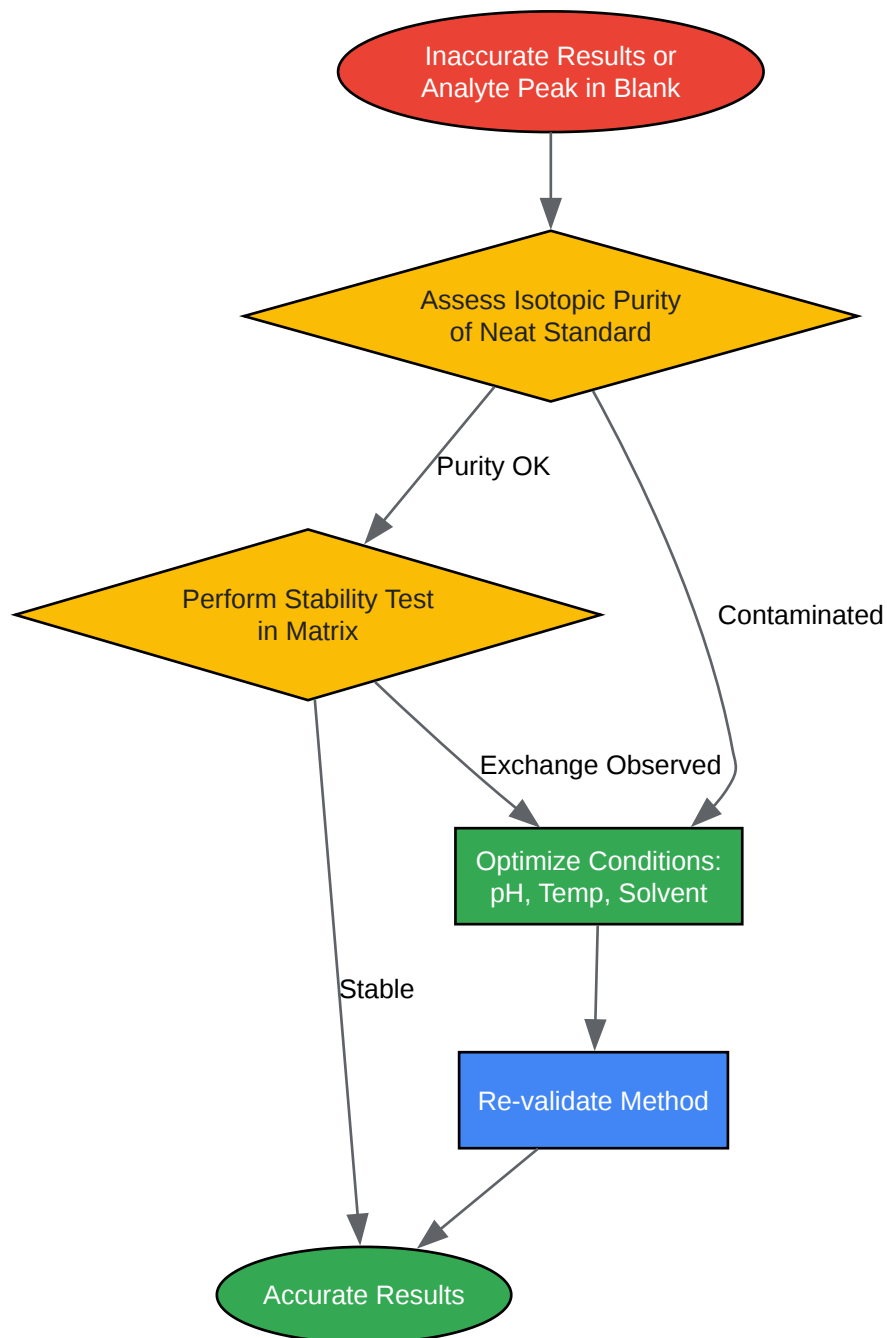 Inaccurate Results or
Analyte Peak in Blank
Assess Isotopic Purity
of Neat Standard
Purity OK
Perform Stability Test
in Matrix
Contaminated
Exchange Observed
Optimize Conditions:
pH, Temp, Solvent
Stable
Re-validate Method
Accurate Results